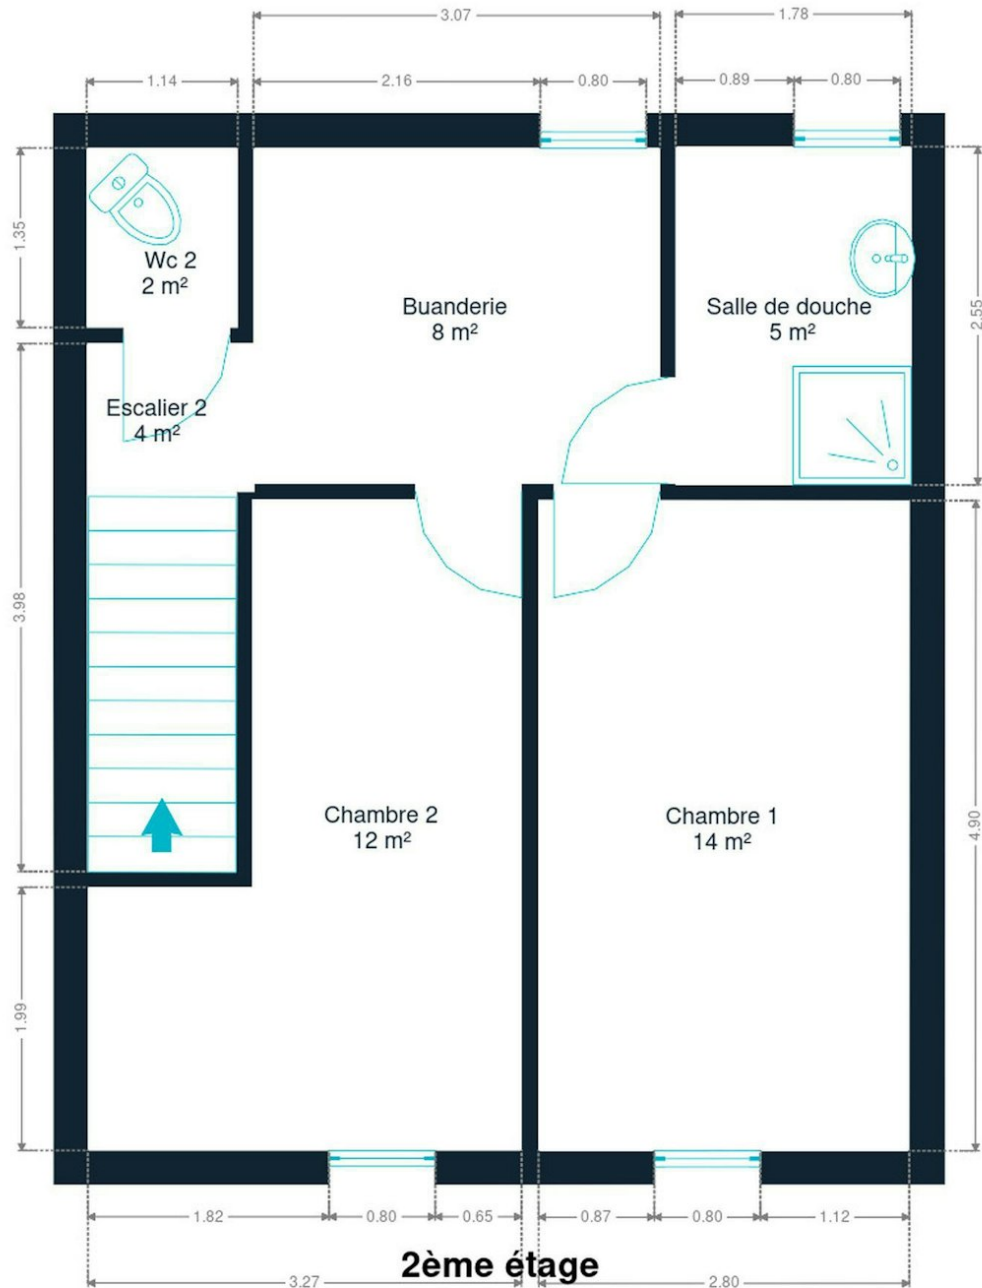 3.07
1.78
1.14
2.16
0.80
0.89
0.80
1.35
2.55
Wc 2
2 m²
Buanderie
8 m²
Salle de douche
5 m²
Escalier 2
4 m²
3.98
4.90
Chambre 2
12 m²
Chambre 1
14 m²
1.99
1.82
0.80
0.65
0.87
0.80
1.12
2ème étage
3.27
2.80